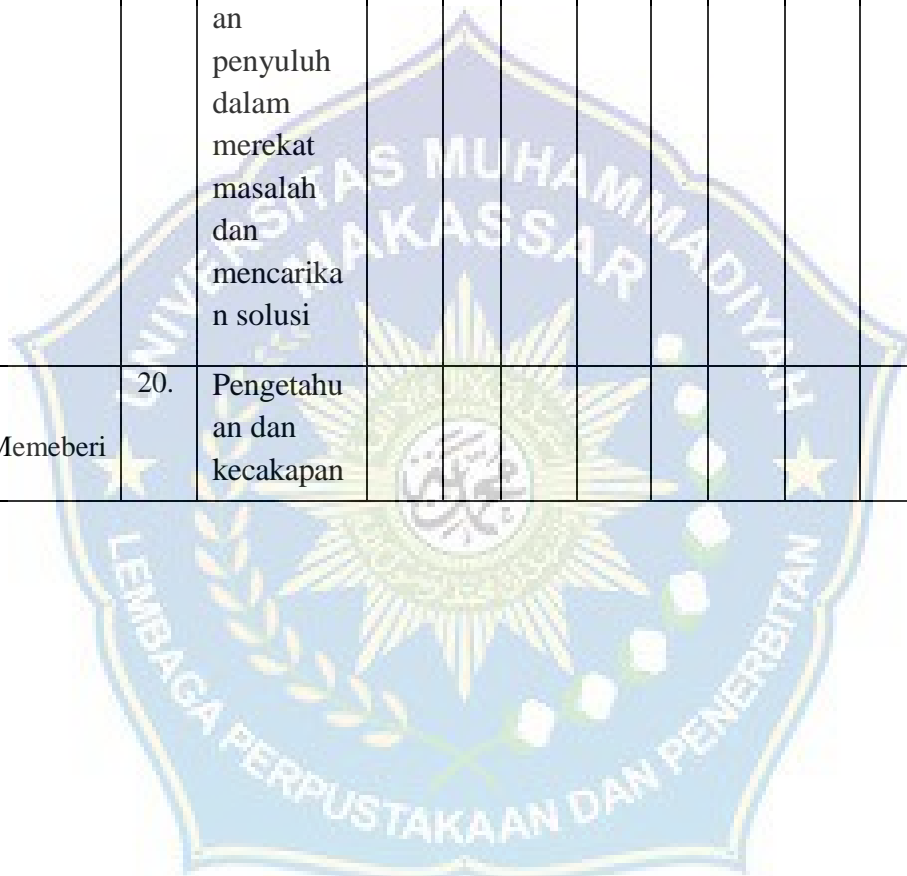 an
penyuluh
dalam
merekat
masalah
dan
mencarika
n solusi
20.
Pengetahu
an dan
kecakapan
Memeberi
UNIVERSITAS MUHAMMADIYAH
MAKASSAR
LEMBAGA PERPUSTAKAAN DAN PENERBITAN